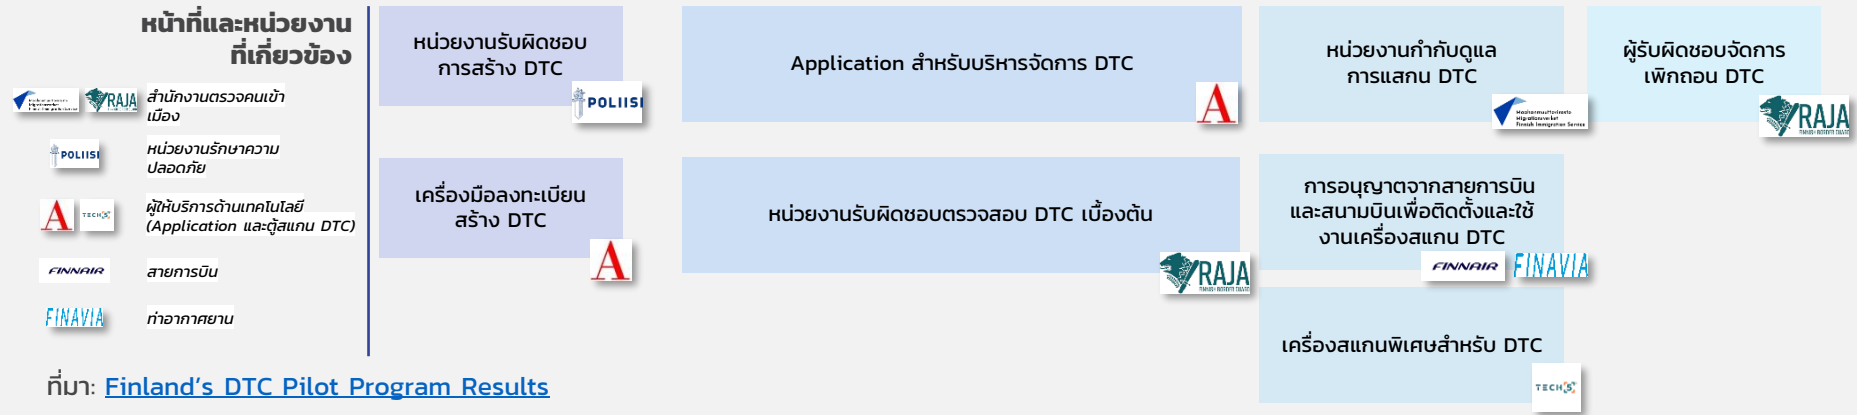 หน้าที่และหน่วยงาน
ที่เกี่ยวข้อง
RAJA
สำนักงานตรวจคนเข้า
เมือง
POLIISI
หน่วยงานรักษาความ
ปลอดภัย
A
TECH5
ผู้ให้บริการด้านเทคโนโลยี
(Application และตู้สแกน DTC)
FINNAIR
สายการบิน
FINAVIA
ท่าอากาศยาน
หน่วยงานรับผิดชอบ
การสร้าง DTC
POLIISI
Application สำหรับบริหารจัดการ DTC
A
หน่วยงานกำกับดูแล
การแสกน DTC
Maahanmuuttovirasto
Migrationsverket
Finnish Immigration Service
ผู้รับผิดชอบจัดการ
เพิกถอน DTC
RAJA
FINNISH BORDER GUARD
เครื่องมือลงทะเบียน
สร้าง DTC
A
หน่วยงานรับผิดชอบตรวจสอบ DTC เบื้องต้น
RAJA
FINNISH BORDER GUARD
การอนุญาตจากสายการบิน
และสนามบินเพื่อติดตั้งและใช้
งานเครื่องสแกน DTC
FINNAIR
FINAVIA
เครื่องสแกนพิเศษสำหรับ DTC
TECH5
ที่มา: Finland's DTC Pilot Program Results